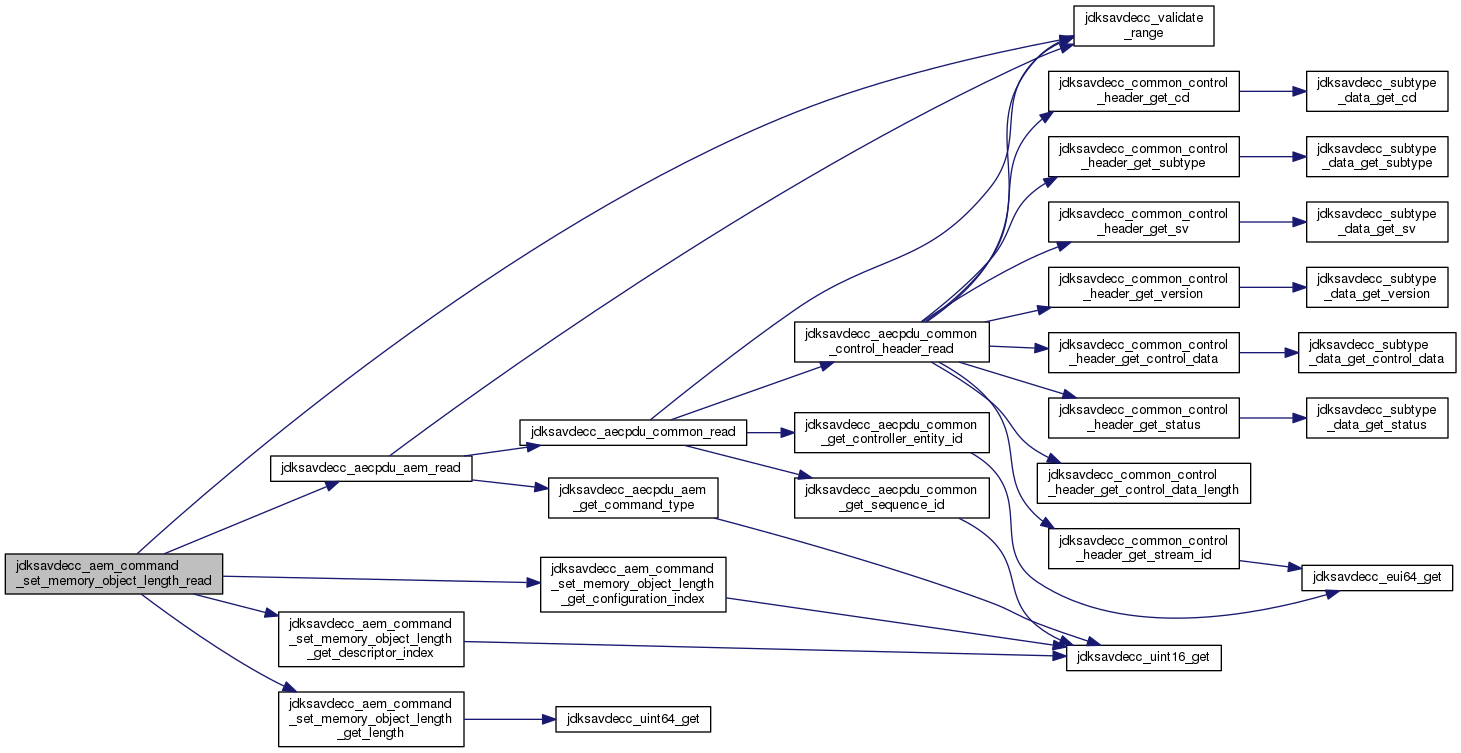 jdksavdecc_validate
_range
jdksavdecc_common_control
_header_get_cd
jdksavdecc_subtype
_data_get_cd
jdksavdecc_common_control
_header_get_subtype
jdksavdecc_subtype
_data_get_subtype
jdksavdecc_common_control
_header_get_sv
jdksavdecc_subtype
_data_get_sv
jdksavdecc_common_control
_header_get_version
jdksavdecc_subtype
_data_get_version
jdksavdecc_aecpdu_common
_control_header_read
jdksavdecc_common_control
_header_get_control_data
jdksavdecc_subtype
_data_get_control_data
jdksavdecc_common_control
_header_get_status
jdksavdecc_subtype
_data_get_status
jdksavdecc_aecpdu_common_read
jdksavdecc_aecpdu_common
_get_controller_entity_id
jdksavdecc_aecpdu_aem_read
jdksavdecc_common_control
_header_get_control_data_length
jdksavdecc_aecpdu_aem
_get_command_type
jdksavdecc_aecpdu_common
_get_sequence_id
jdksavdecc_common_control
_header_get_stream_id
jdksavdecc_aem_command
_set_memory_object_length_read
jdksavdecc_aem_command
_set_memory_object_length
_get_configuration_index
jdksavdecc_eui64_get
jdksavdecc_aem_command
_set_memory_object_length
_get_descriptor_index
jdksavdecc_uint16_get
jdksavdecc_aem_command
_set_memory_object_length
_get_length
jdksavdecc_uint64_get